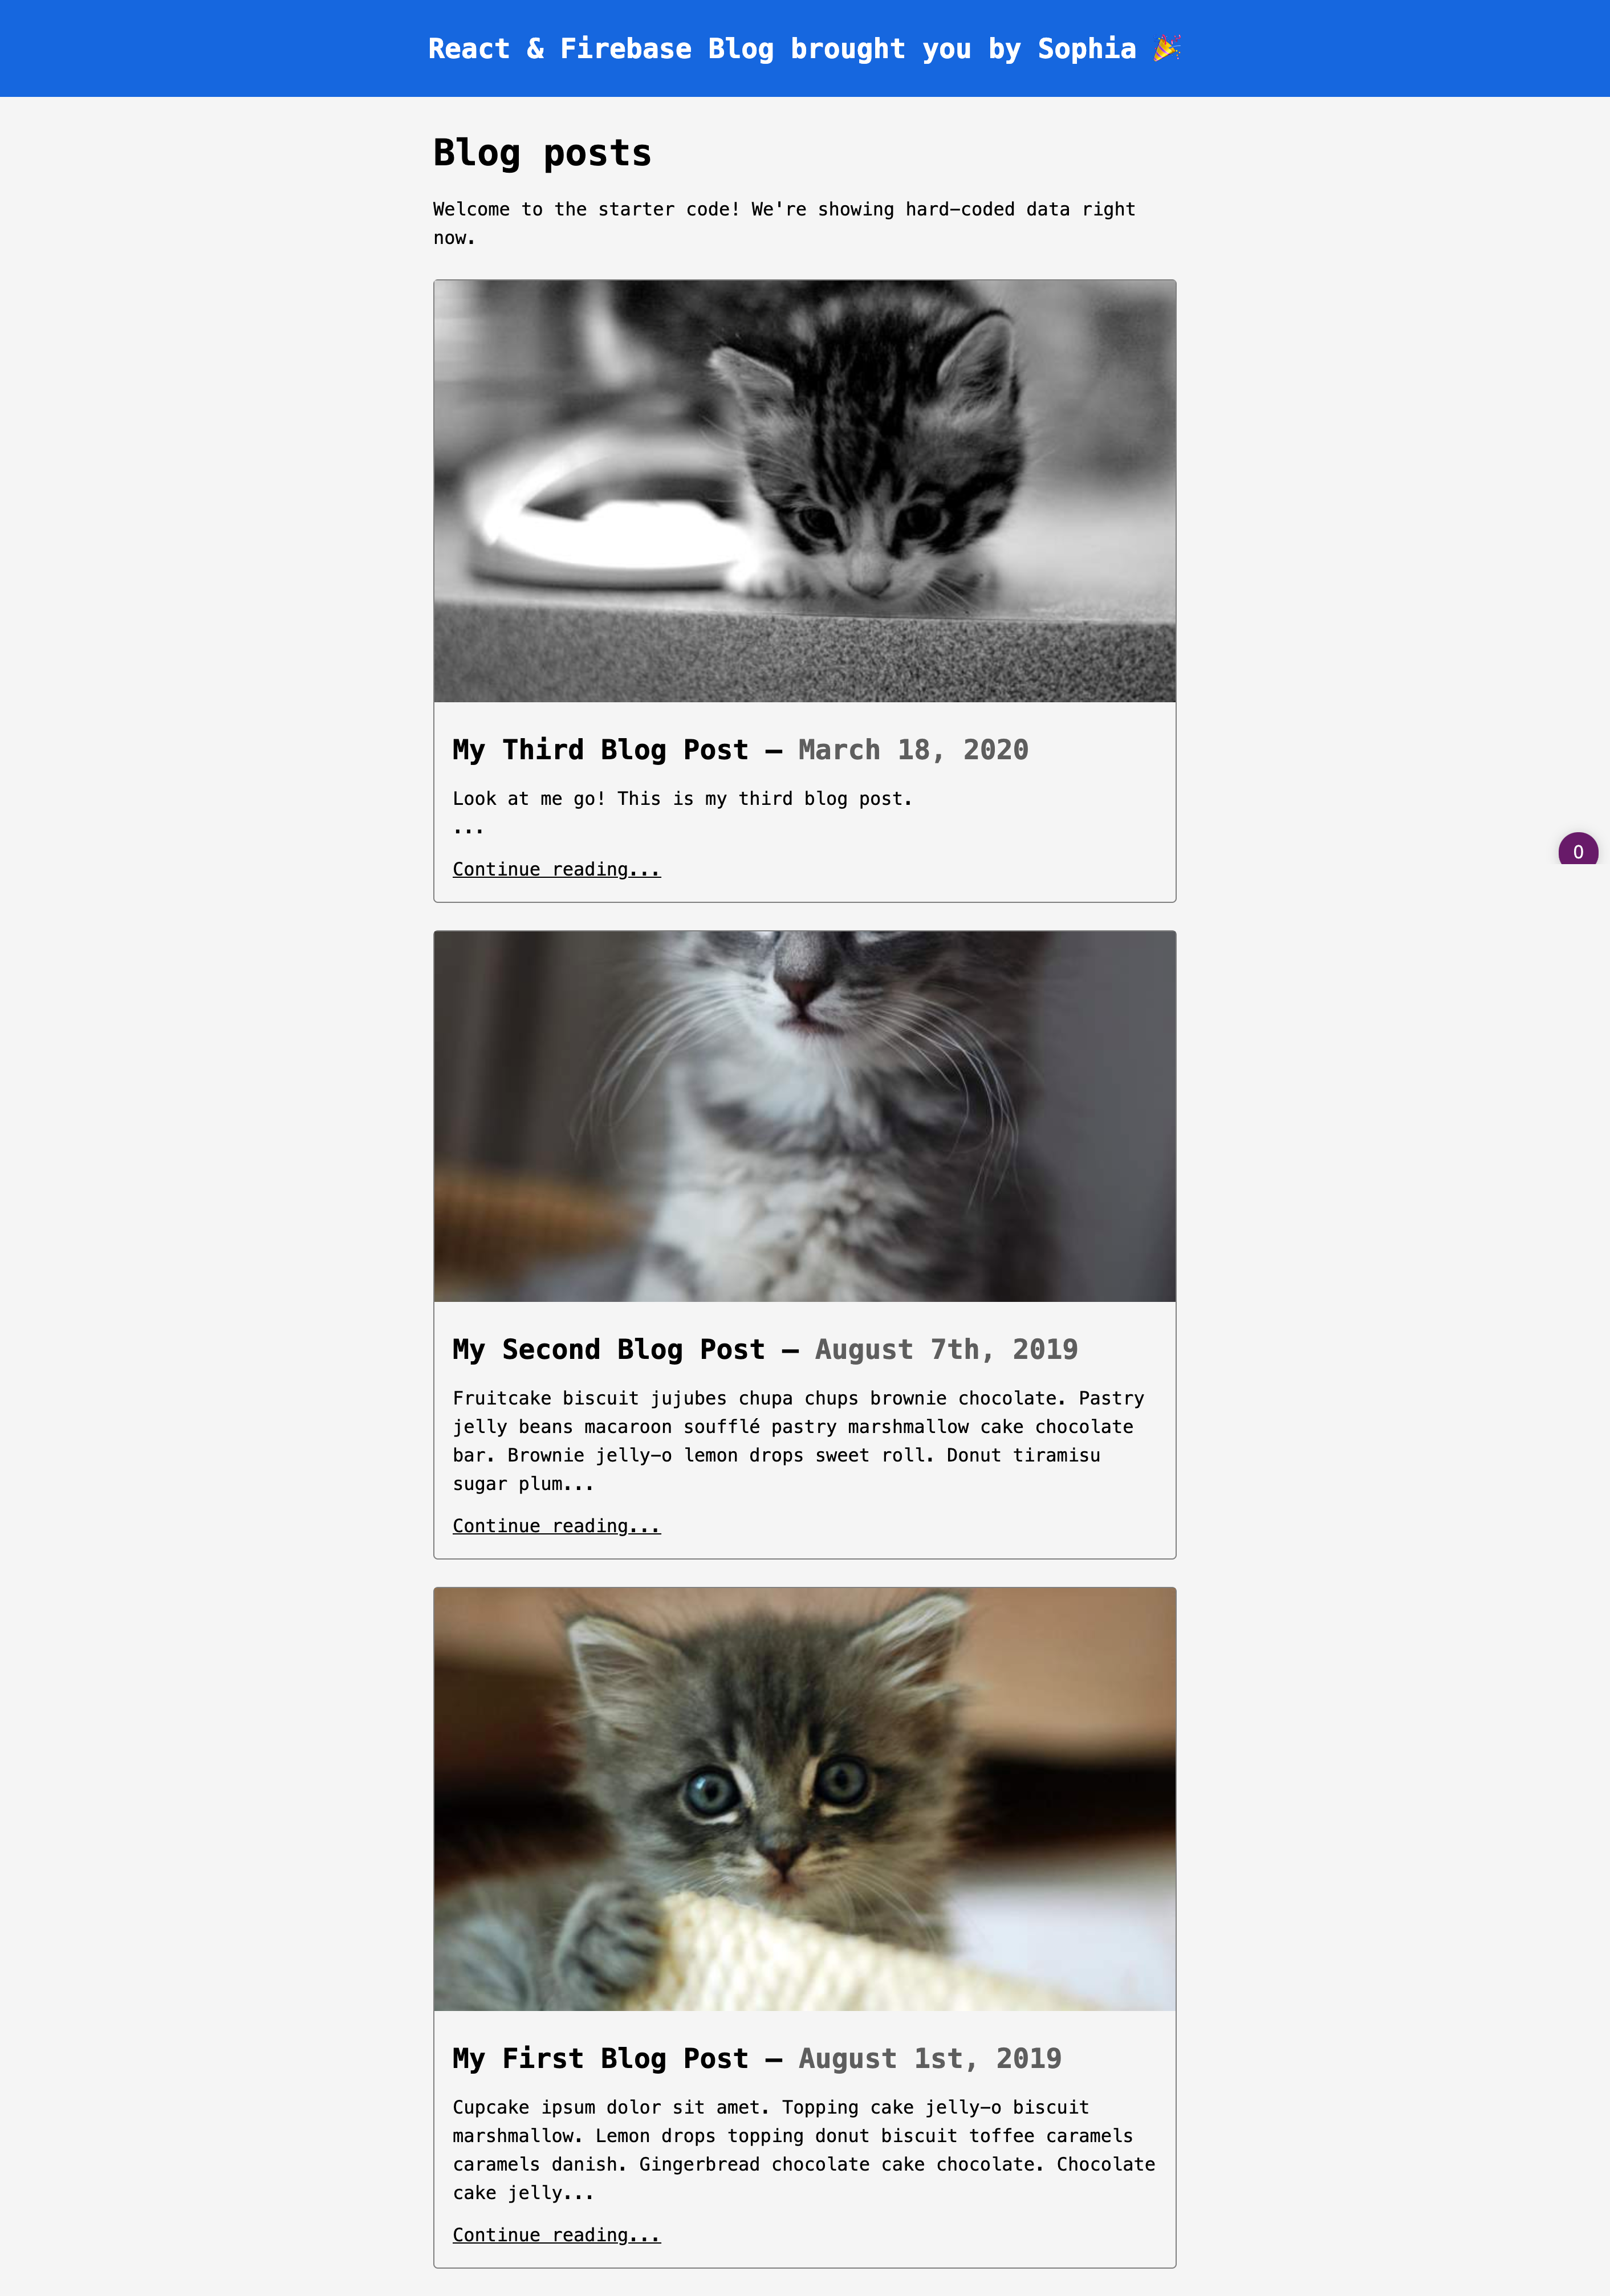 React & Firebase Blog brought you by Sophia 🎉
Blog posts
Welcome to the starter code! We're showing hard-coded data right
now.
My Third Blog Post — March 18, 2020
Look at me go! This is my third blog post.
...
Continue reading...
0
My Second Blog Post — August 7th, 2019
Fruitcake biscuit jujubes chupa chups brownie chocolate. Pastry
jelly beans macaroon soufflé pastry marshmallow cake chocolate
bar. Brownie jelly-o lemon drops sweet roll. Donut tiramisu
sugar plum...
Continue reading...
My First Blog Post — August 1st, 2019
Cupcake ipsum dolor sit amet. Topping cake jelly-o biscuit
marshmallow. Lemon drops topping donut biscuit toffee caramels
caramels danish. Gingerbread chocolate cake chocolate. Chocolate
cake jelly...
Continue reading...